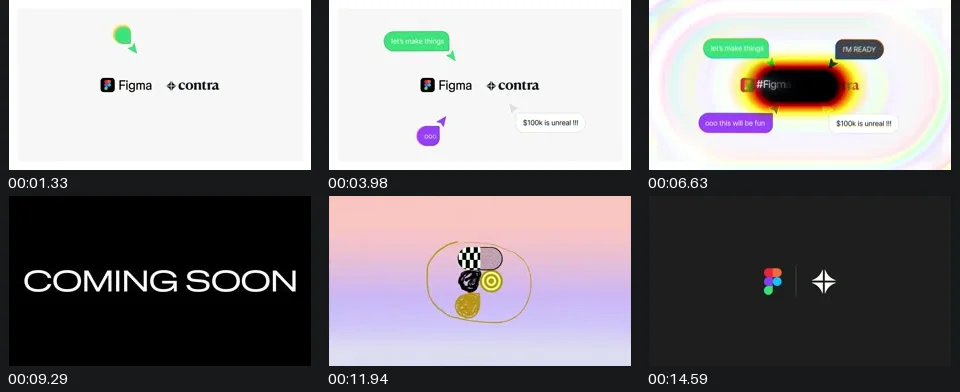 Figma contra
00:01.33
let's make things
Figma contra
$100k is unreal !!!
ooo
00:03.98
let's make things
I'M READY
#Figm
ra
ooo this will be fun
$100k is unreal !!!
00:06.63
COMING SOON
00:09.29
00:11.94
00:14.59